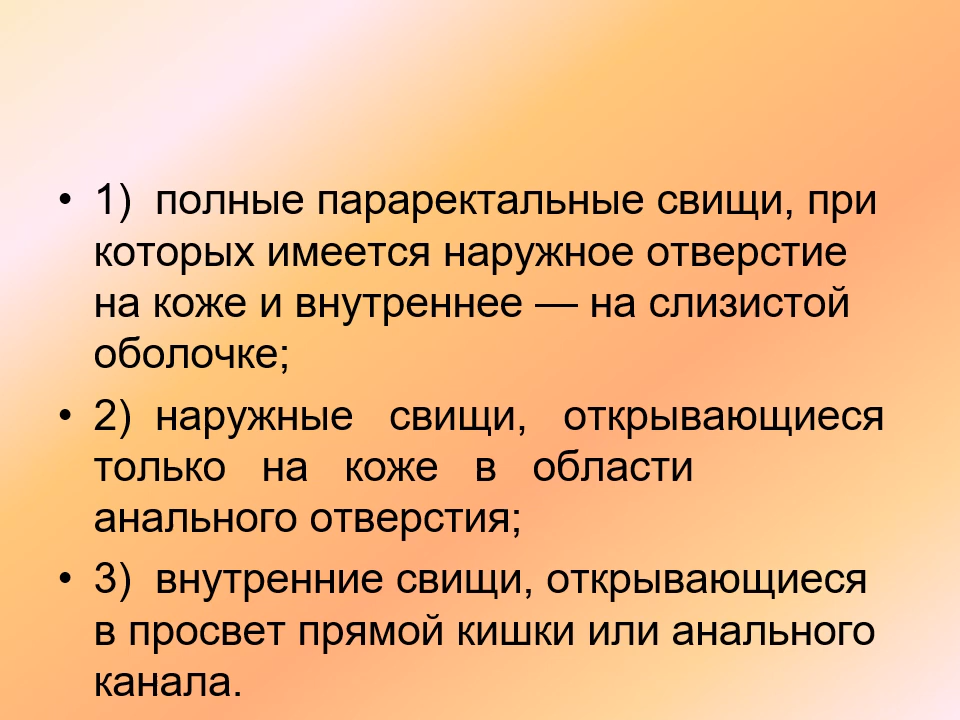 • 1) полные параректальные свищи, при
которых имеется наружное отверстие
на коже и внутреннее — на слизистой
оболочке;
• 2) наружные свищи, открывающиеся
только на коже в области
анального отверстия;
• 3) внутренние свищи, открывающиеся
в просвет прямой кишки или анального
канала.